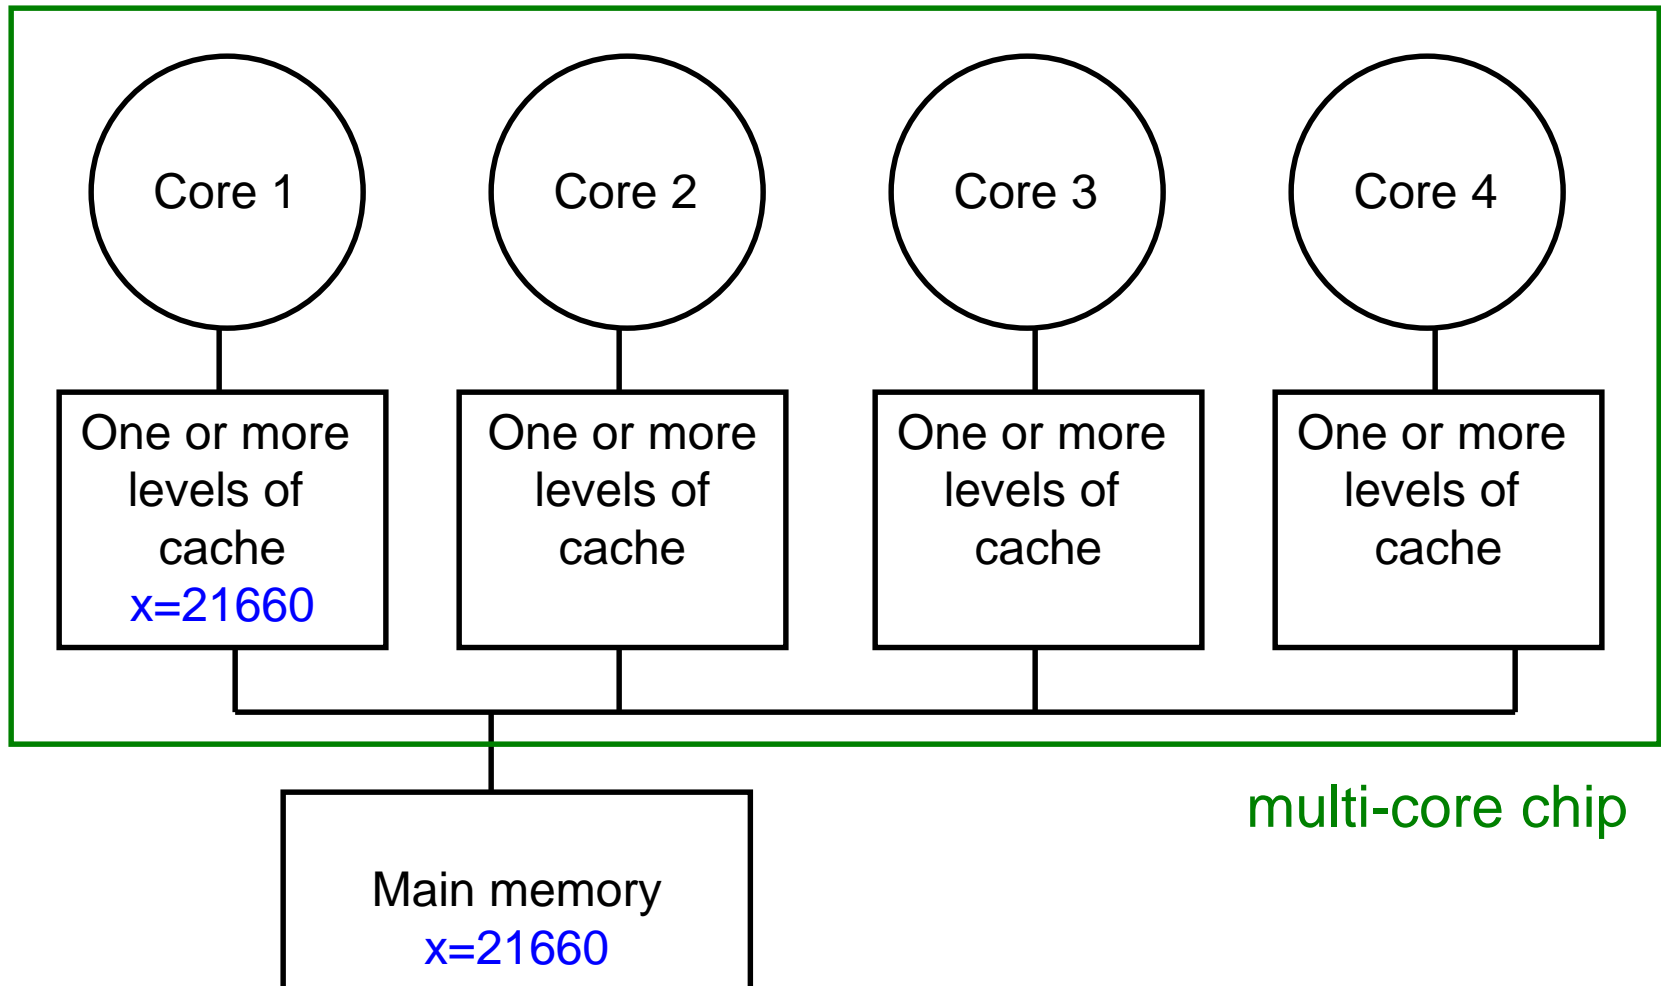 Core 1
Core 2
Core 3
Core 4
One or more
levels of
cache
x=21660
One or more
levels of
cache
One or more
levels of
cache
One or more
levels of
cache
multi-core chip
Main memory
x=21660